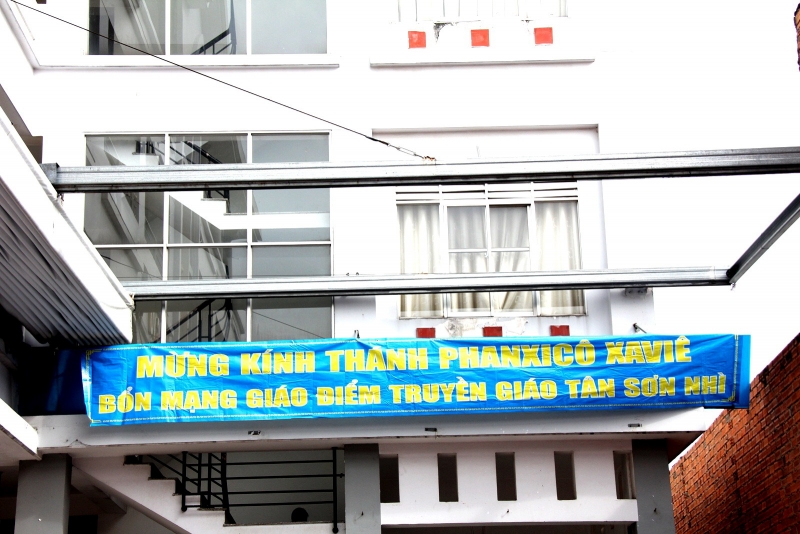 MỪNG KÍNH THÁNH PHANXICÔ XAVIÊ
BỔN MẠNG GIÁO ĐIỂM TRUYỀN GIÁO TÂN SƠN NHÌ